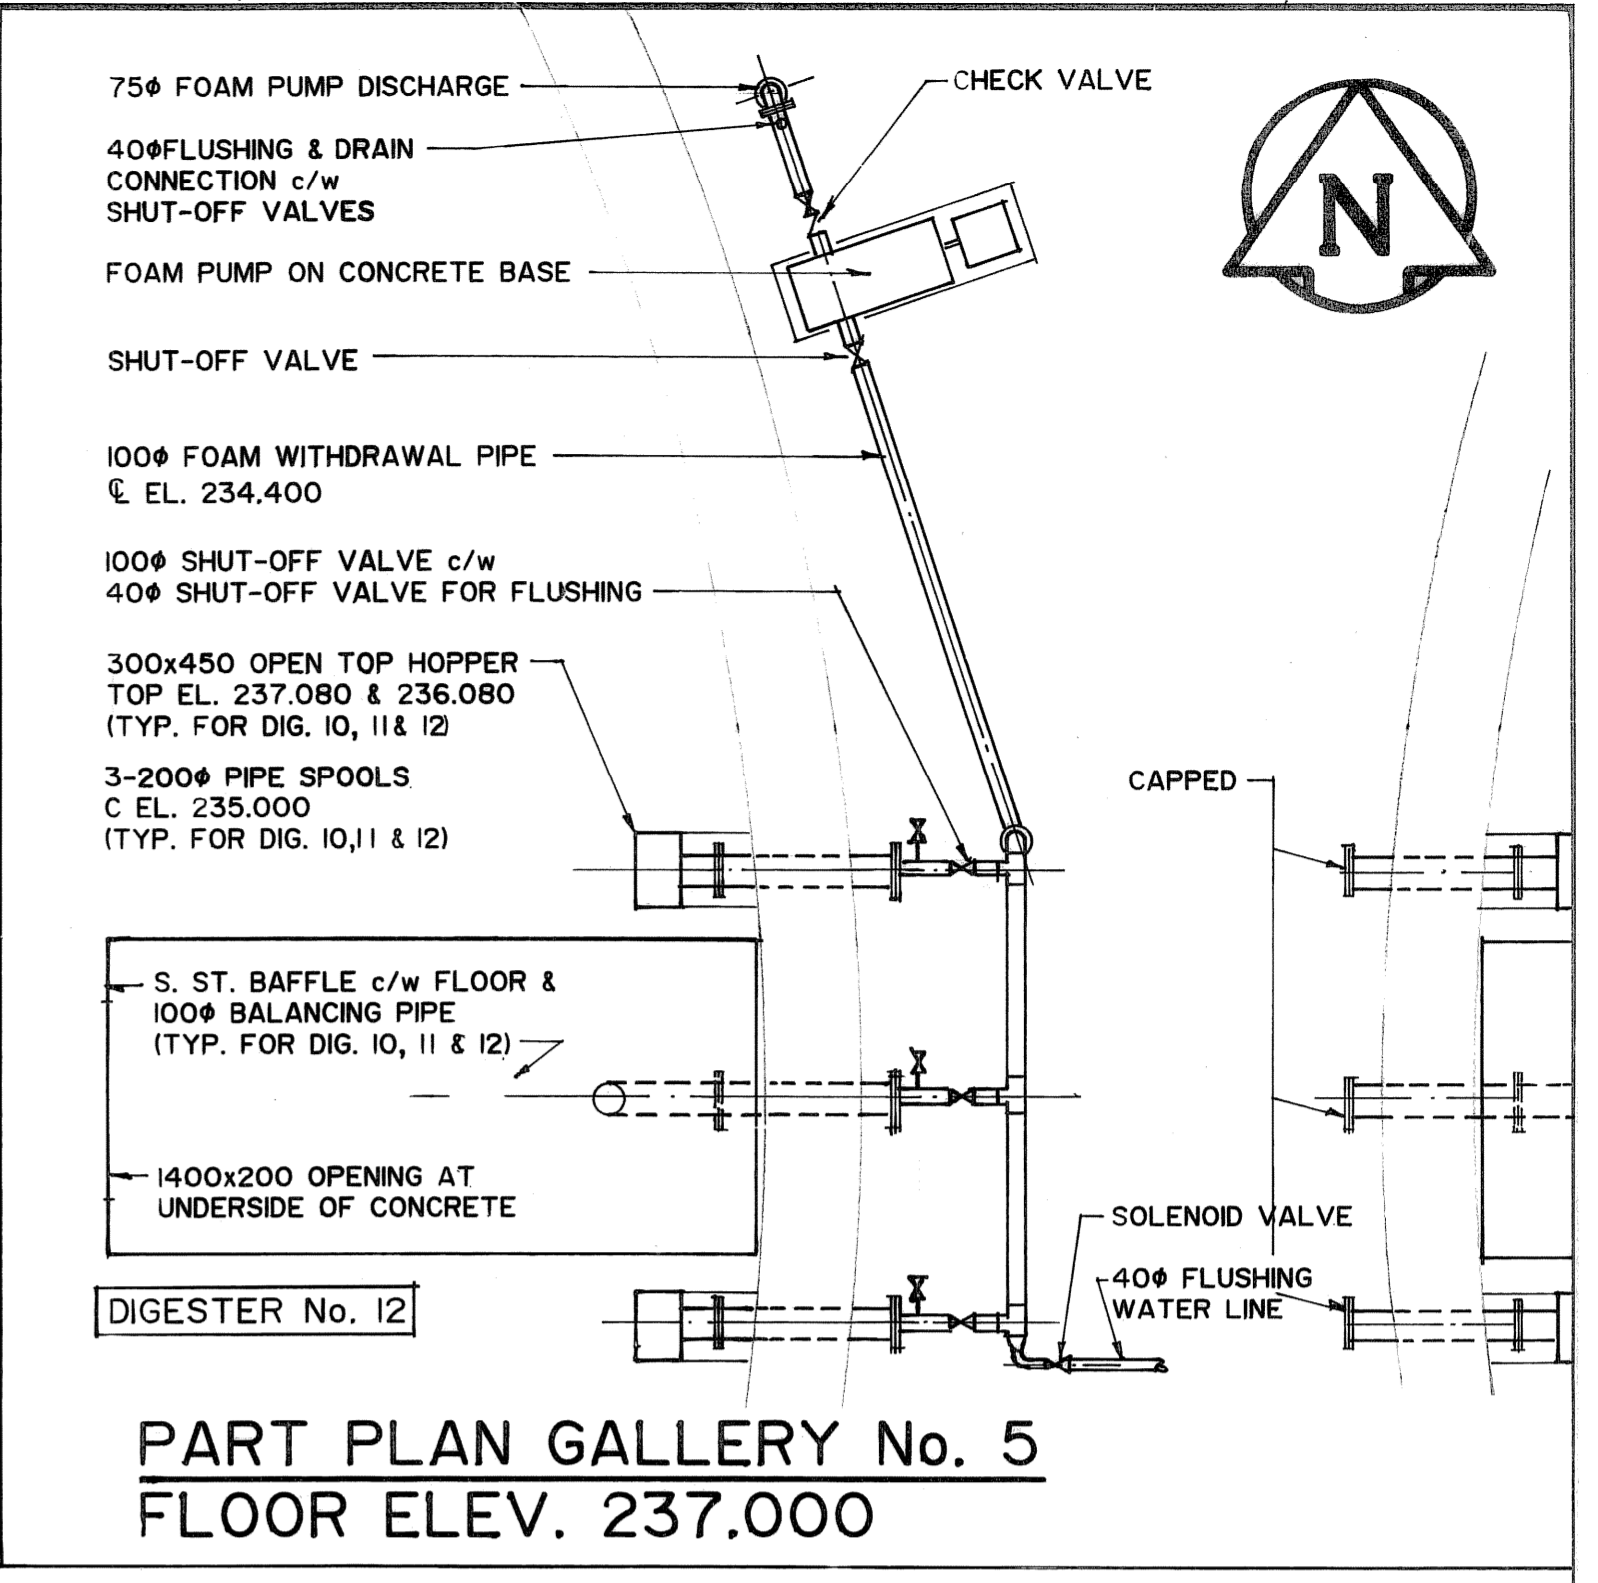 75φ FOAM PUMP DISCHARGE
CHECK VALVE
40φFLUSHING & DRAIN
CONNECTION c/w
SHUT-OFF VALVES
N
FOAM PUMP ON CONCRETE BASE
SHUT-OFF VALVE
100φ FOAM WITHDRAWAL PIPE
℄ EL. 234.400
100φ SHUT-OFF VALVE c/w
40φ SHUT-OFF VALVE FOR FLUSHING
300x450 OPEN TOP HOPPER
TOP EL. 237.080 & 236.080
(TYP. FOR DIG. 10, 11& 12)
3-200φ PIPE SPOOLS
C EL. 235.000
(TYP. FOR DIG. 10,11 & 12)
CAPPED
S. ST. BAFFLE c/w FLOOR &
100φ BALANCING PIPE
(TYP. FOR DIG. 10, 11 & 12)
1400x200 OPENING AT
UNDERSIDE OF CONCRETE
SOLENOID VALVE
40φ FLUSHING
WATER LINE
DIGESTER No. 12
PART PLAN GALLERY No. 5
FLOOR ELEV. 237.000